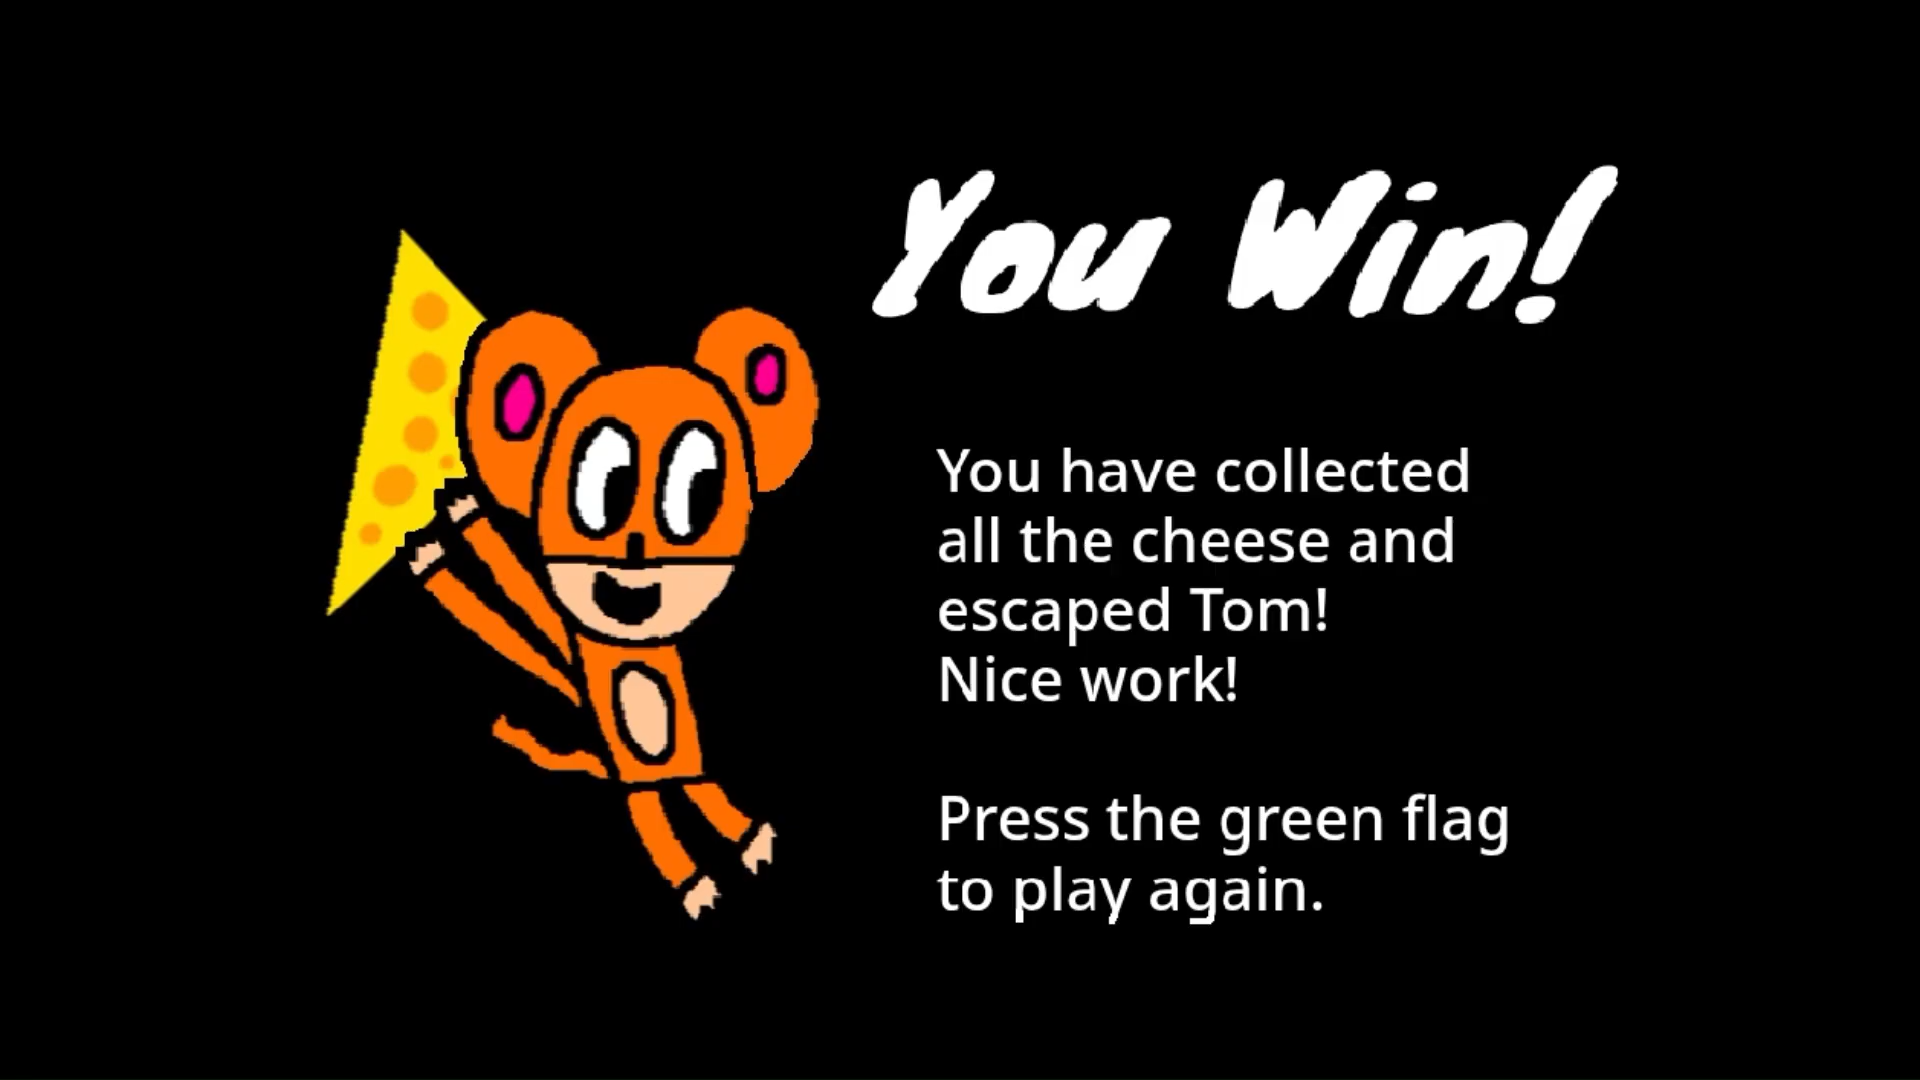 You Win!
You have collected
all the cheese and
escaped Tom!
Nice work!
Press the green flag
to play again.